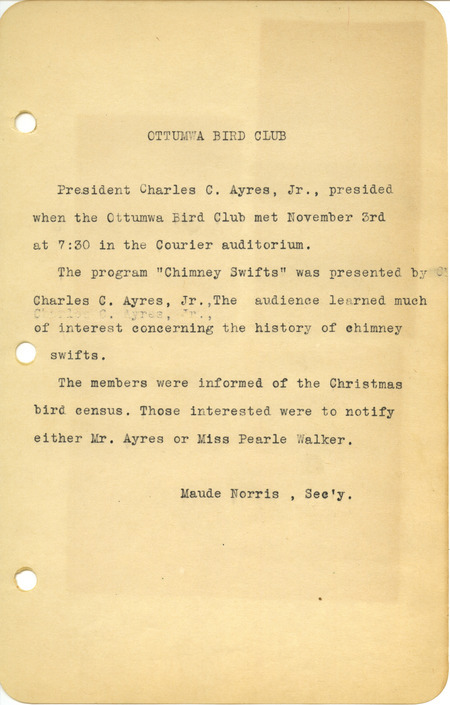 OTTUMWA BIRD CLUB
President Charles C. Ayres, Jr., presided
when the Ottumwa Bird Club met November 3rd
at 7:30 in the Courier auditorium.
The program "Chimney Swifts" was presented by
Charles C. Ayres, Jr.,The audience learned much
Charles C. Ayres, Jr.,
of interest concerning the history of chimney
swifts.
The members were informed of the Christmas
bird census. Those interested were to notify
either Mr. Ayres or Miss Pearle Walker.
Maude Norris , Sec'y.